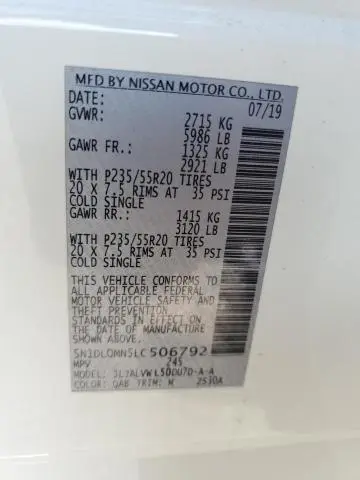 MFD BY NISSAN MOTOR CO., LTD.
DATE: 07/19
GVWR: 2715 KG
5986 LB
GAWR FR.: 1325 KG
2921 LB
WITH P235/55R20 TIRES
20 X 7.5 RIMS AT 35 PSI
COLD SINGLE
GAWR RR.: 1415 KG
3120 LB
WITH P235/55R20 TIRES
20 X 7.5 RIMS AT 35 PSI
COLD SINGLE
THIS VEHICLE CONFORMS TO
ALL APPLICABLE FEDERAL
MOTOR VEHICLE SAFETY AND
THEFT PREVENTION
STANDARDS IN EFFECT ON THE
DATE OF MANUFACTURE
SHOWN ABOVE.
5N1DL0MN5LC506792
MPV 245
COLOR: QAB TRIM: M 2530A